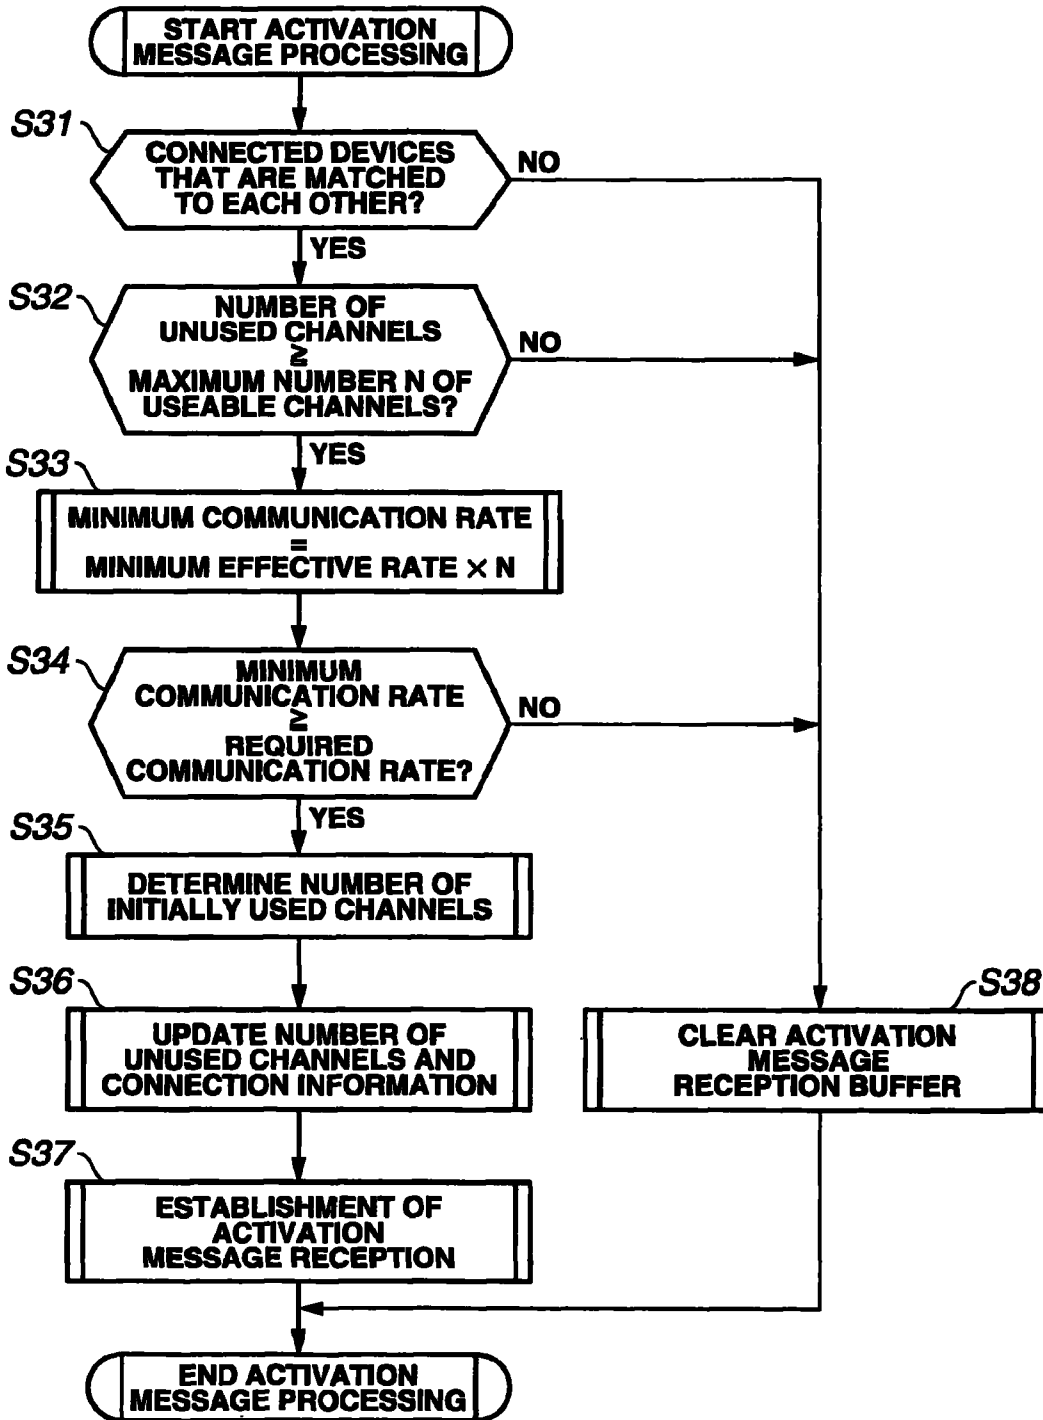 START ACTIVATION
MESSAGE PROCESSING
S31
CONNECTED DEVICES
THAT ARE MATCHED
TO EACH OTHER?
NO
YES
S32
NUMBER OF
UNUSED CHANNELS
≧
MAXIMUM NUMBER N OF
USEABLE CHANNELS?
NO
YES
S33
MINIMUM COMMUNICATION RATE
=
MINIMUM EFFECTIVE RATE × N
S34
MINIMUM
COMMUNICATION RATE
≧
REQUIRED
COMMUNICATION RATE?
NO
YES
S35
DETERMINE NUMBER OF
INITIALLY USED CHANNELS
S36
UPDATE NUMBER OF
UNUSED CHANNELS AND
CONNECTION INFORMATION
S38
CLEAR ACTIVATION
MESSAGE
RECEPTION BUFFER
S37
ESTABLISHMENT OF
ACTIVATION
MESSAGE RECEPTION
END ACTIVATION
MESSAGE PROCESSING